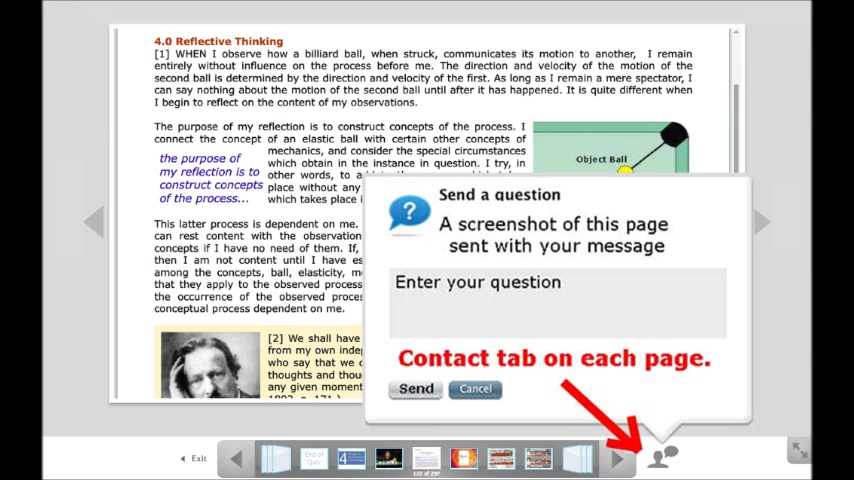 4.0 Reflective Thinking
[1] WHEN I observe how a billiard ball, when struck, communicates its motion to another, I remain
entirely without influence on the process before me. The direction and velocity of the motion of the
second ball is determined by the direction and velocity of the first. As long as I remain a mere spectator, I
can say nothing about the motion of the second ball until after it has happened. It is quite different when
I begin to reflect on the content of my observations.
The purpose of my reflection is to construct concepts of the process. I
connect the concept of an elastic ball with certain other concepts of
mechanics, and consider the special circumstances
which obtain in the instance in question. I try, in
other words, to a
place without any
which takes place i
the purpose of
my reflection is to
construct concepts
of the process...
Object Ball
This latter process is dependent on me.
can rest content with the observation
concepts if I have no need of them. If,
then I am not content until I have es
among the concepts, ball, elasticity, m
that they apply to the observed proces
the occurrence of the observed proce
conceptual process dependent on me.
[2] We shall have
from my own inde
who say that we c
thoughts and thou
any given moment
Send a question
A screenshot of this page
sent with your message
Enter your question
Contact tab on each page.
Send
Cancel
Exit
End of
Quiz
4
122 of 297